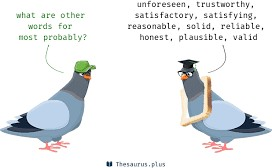 what are other
words for
most probably?
unforeseen, trustworthy,
satisfactory, satisfying,
reasonable, solid, reliable,
honest, plausible, valid
Thesaurus.plus